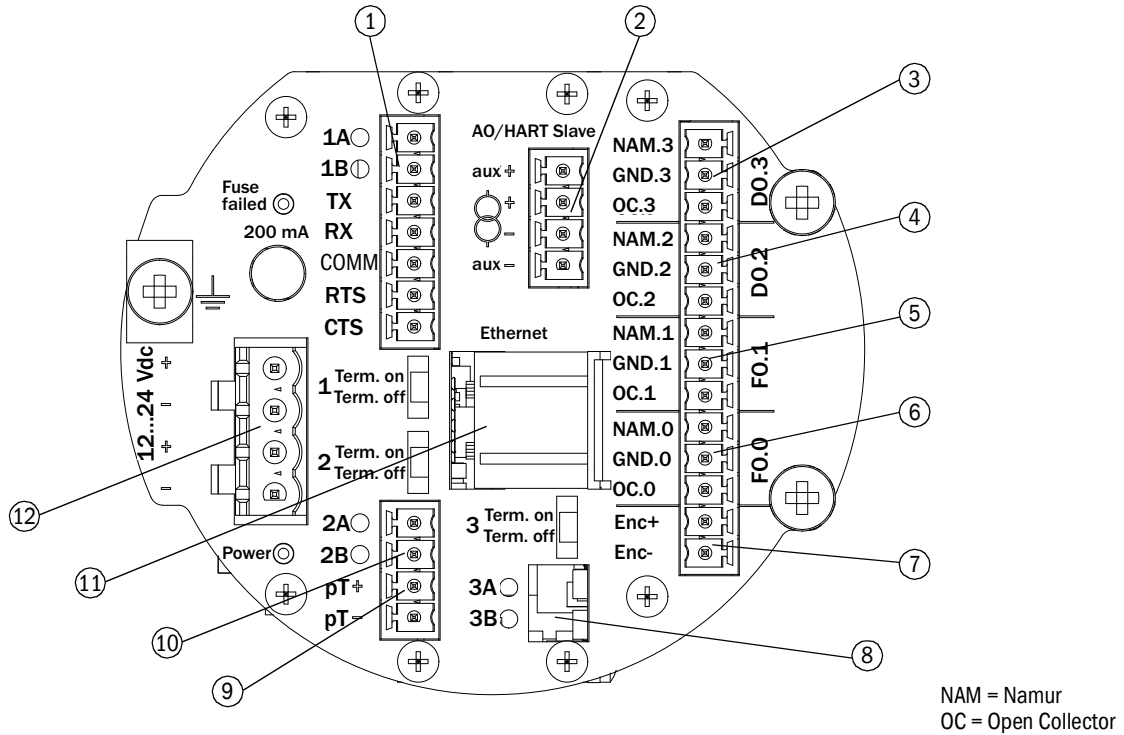 1
2
3
4
5
6
7
8
9
10
11
12
1A
1B
TX
RX
COMM
RTS
CTS
Fuse
failed
200 mA
AO/HART Slave
aux +
+
–
aux –
NAM.3
GND.3
OC.3
DO.3
NAM.2
GND.2
OC.2
DO.2
NAM.1
GND.1
OC.1
FO.1
NAM.0
GND.0
OC.0
FO.0
Enc+
Enc-
Ethernet
12...24 Vdc
+
–
+
–
1 Term. on
Term. off
2 Term. on
Term. off
3 Term. on
Term. off
Power
2A
2B
pT+
pT–
3A
3B
NAM = Namur
OC = Open Collector